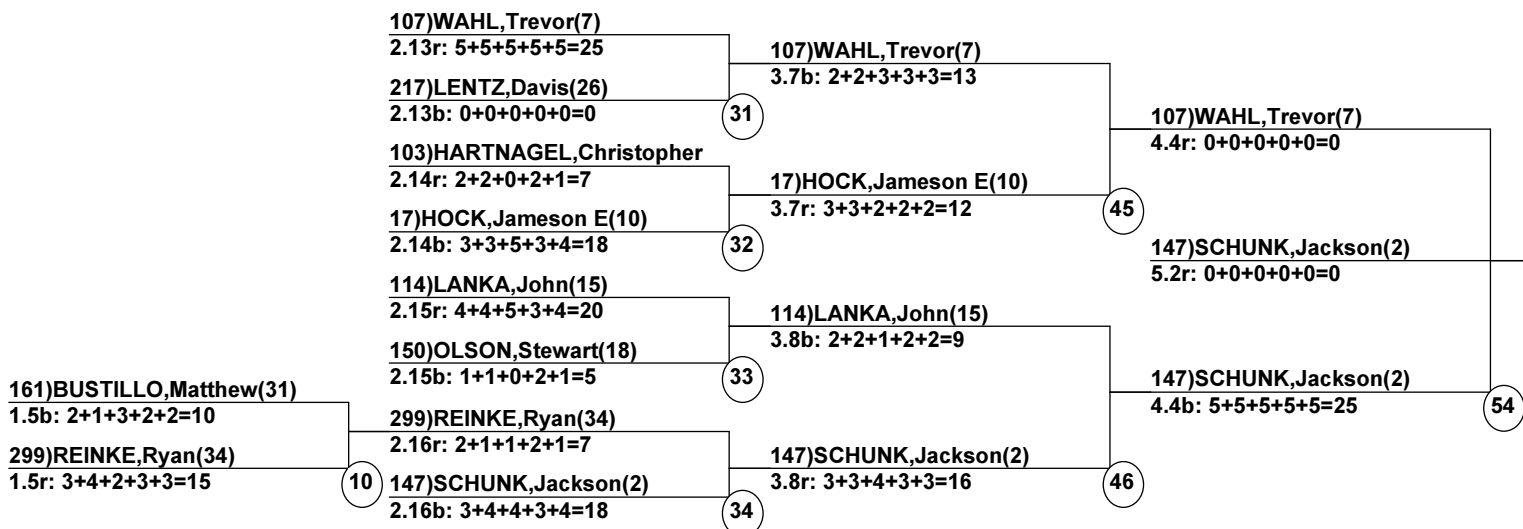 107)WAHL,Trevor(7)
2.13r: 5+5+5+5+5=25
217)LENTZ,Davis(26)
2.13b: 0+0+0+0+0=0
31
103)HARTNAGEL,Christopher
2.14r: 2+2+0+2+1=7
17)HOCK,Jameson E(10)
2.14b: 3+3+5+3+4=18
32
114)LANKA,John(15)
2.15r: 4+4+5+3+4=20
150)OLSON,Stewart(18)
2.15b: 1+1+0+2+1=5
33
161)BUSTILLO,Matthew(31)
1.5b: 2+1+3+2+2=10
299)REINKE,Ryan(34)
1.5r: 3+4+2+3+3=15
10
299)REINKE,Ryan(34)
2.16r: 2+1+1+2+1=7
147)SCHUNK,Jackson(2)
2.16b: 3+4+4+3+4=18
34
107)WAHL,Trevor(7)
3.7b: 2+2+3+3+3=13
17)HOCK,Jameson E(10)
3.7r: 3+3+2+2+2=12
45
114)LANKA,John(15)
3.8b: 2+2+1+2+2=9
147)SCHUNK,Jackson(2)
3.8r: 3+3+4+3+3=16
46
107)WAHL,Trevor(7)
4.4r: 0+0+0+0+0=0
147)SCHUNK,Jackson(2)
5.2r: 0+0+0+0+0=0
147)SCHUNK,Jackson(2)
4.4b: 5+5+5+5+5=25
54